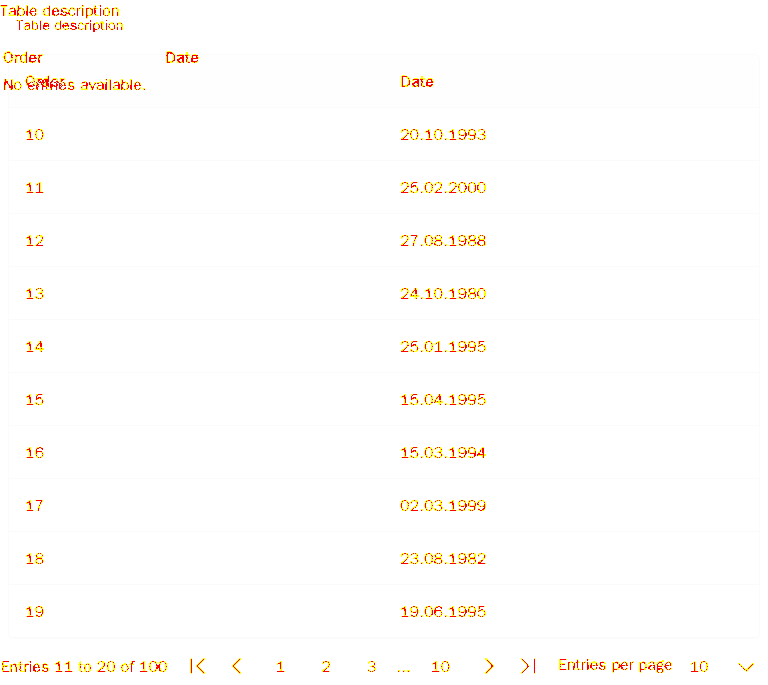 Table description
Table description
Order Date
Order Date
No entries available.
10 20.10.1993
11 25.02.2000
12 27.08.1988
13 24.10.1980
14 25.01.1995
15 15.04.1995
16 15.03.1994
17 02.03.1999
18 23.08.1982
19 19.06.1995
Entries 11 to 20 of 100 1 2 3 ... 10 Entries per page 10